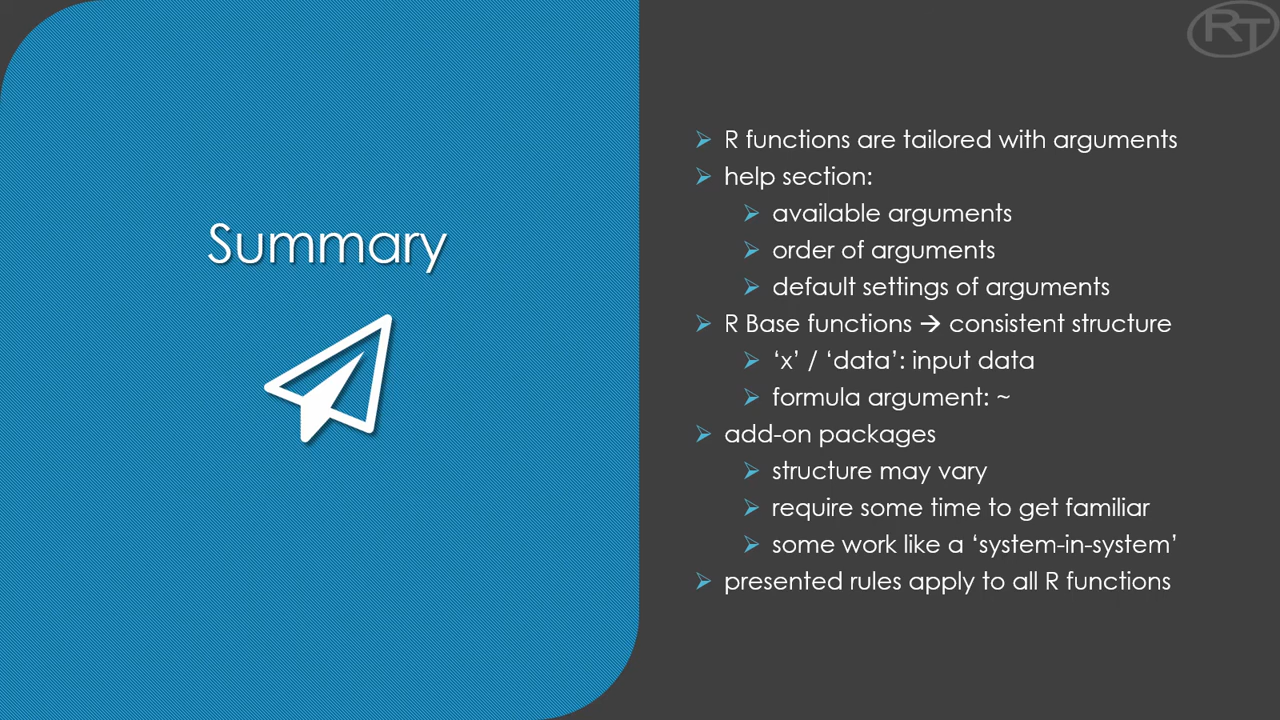 RT
Summary
R functions are tailored with arguments
help section:
available arguments
order of arguments
default settings of arguments
R Base functions → consistent structure
‘x’ / ‘data’: input data
formula argument: ~
add-on packages
structure may vary
require some time to get familiar
some work like a ‘system-in-system’
presented rules apply to all R functions